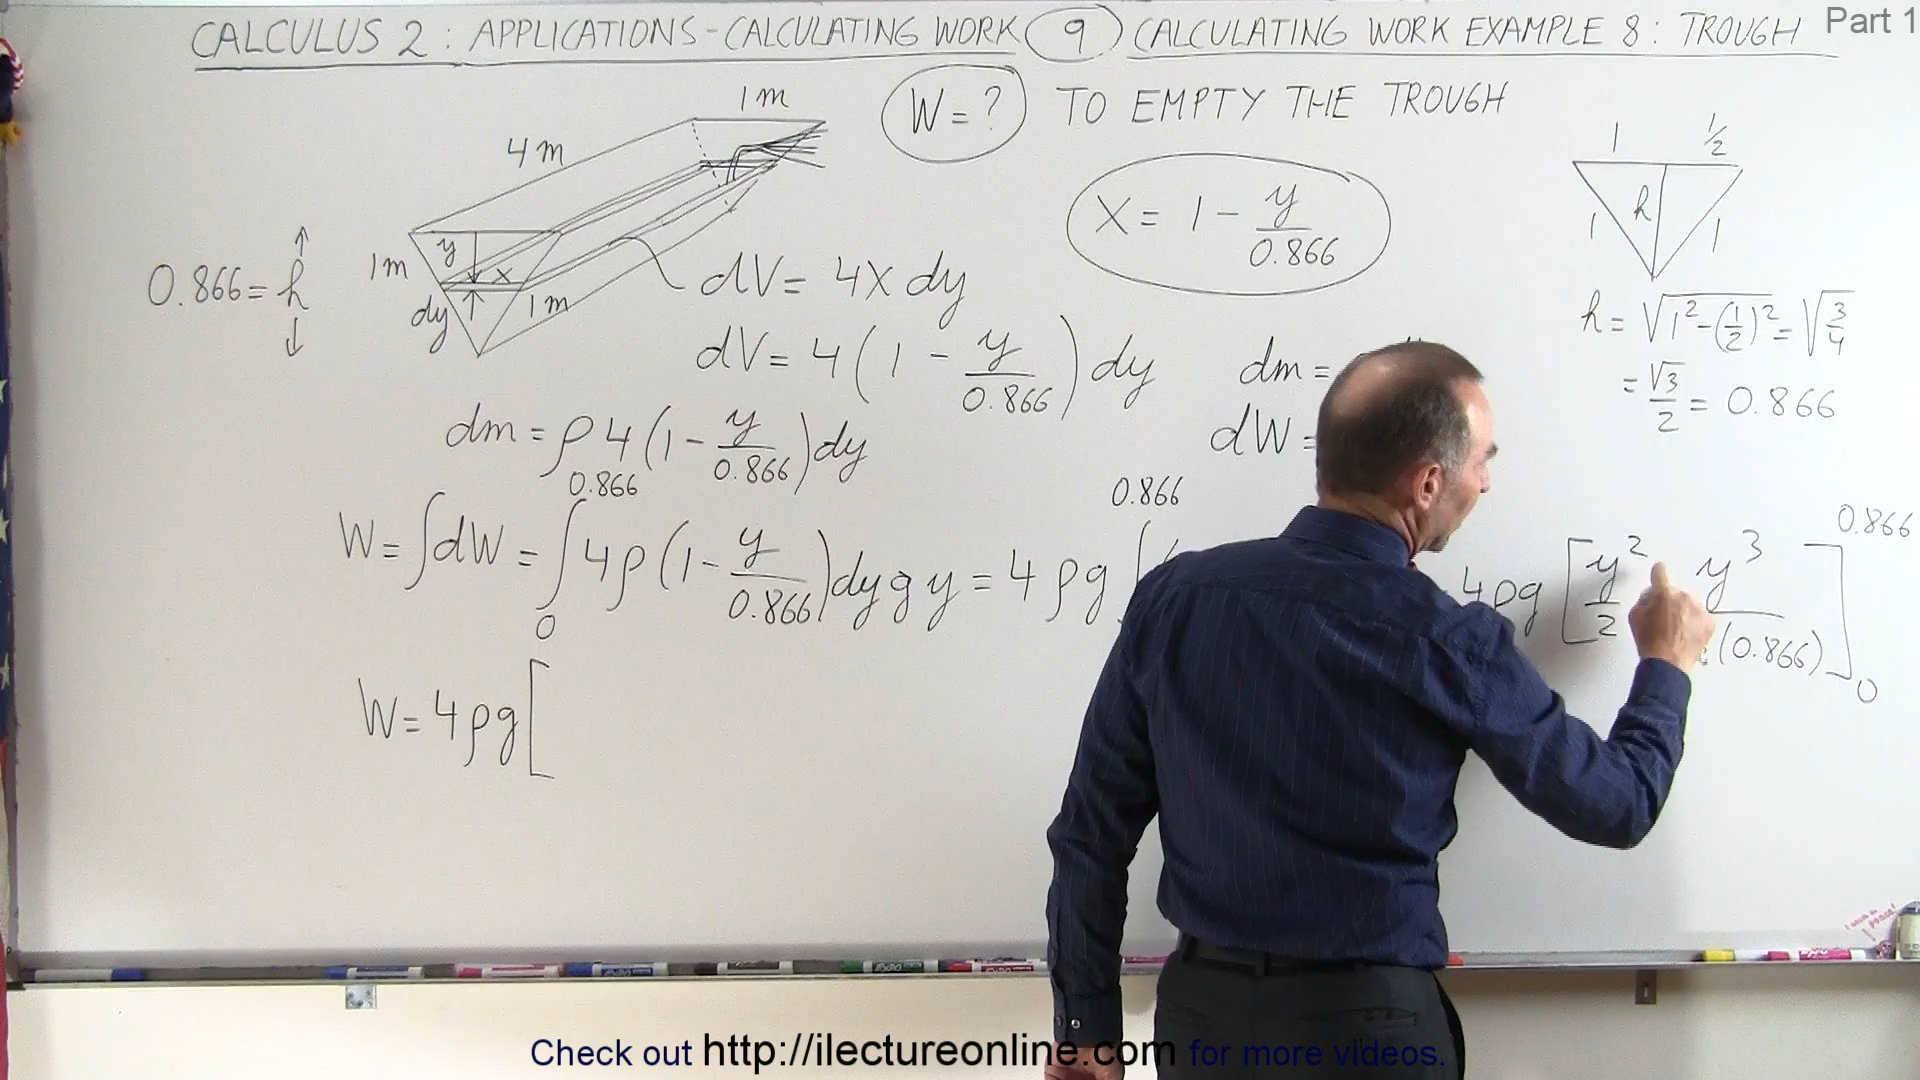 CALCULUS 2: APPLICATIONS-CALCULATING WORK 9 CALCULATING WORK EXAMPLE 8: TROUGH
Part 1
W = ? TO EMPTY THE TROUGH
1m
4m
1m
1m
y
x
dy
0.866 = h
x = 1 - y/0.866
1 1/2
h
1 1
h = √(1² - (1/2)²) = √(3/4)
= √3/2 = 0.866
dV = 4x dy
dV = 4(1 - y/0.866) dy
dm =
dm = ρ4(1 - y/0.866)dy
dW =
W = ∫dW = ∫₀^0.866 4ρ(1 - y/0.866)dy g y = 4ρg ∫^0.866
4ρg [y²/2 y³/(0.866)]₀^0.866
W = 4ρg[
Check out http://ilectureonline.com for more videos.